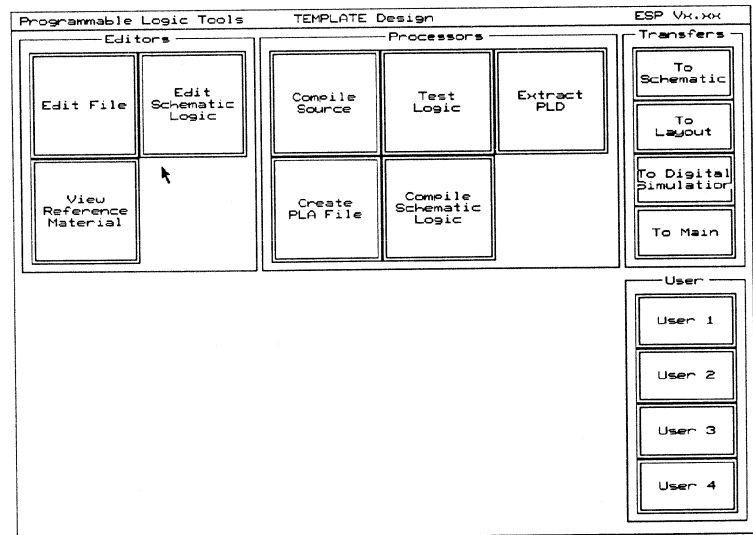 Programmable Logic Tools TEMPLATE Design ESP Vx.xx
Editors
Edit File
Edit
Schematic
Logic
View
Reference
Material
Processors
Compile
Source
Test
Logic
Extract
PLD
Create
PLA File
Compile
Schematic
Logic
Transfers
To
Schematic
To
Layout
To Digital
Simulation
To Main
User
User 1
User 2
User 3
User 4